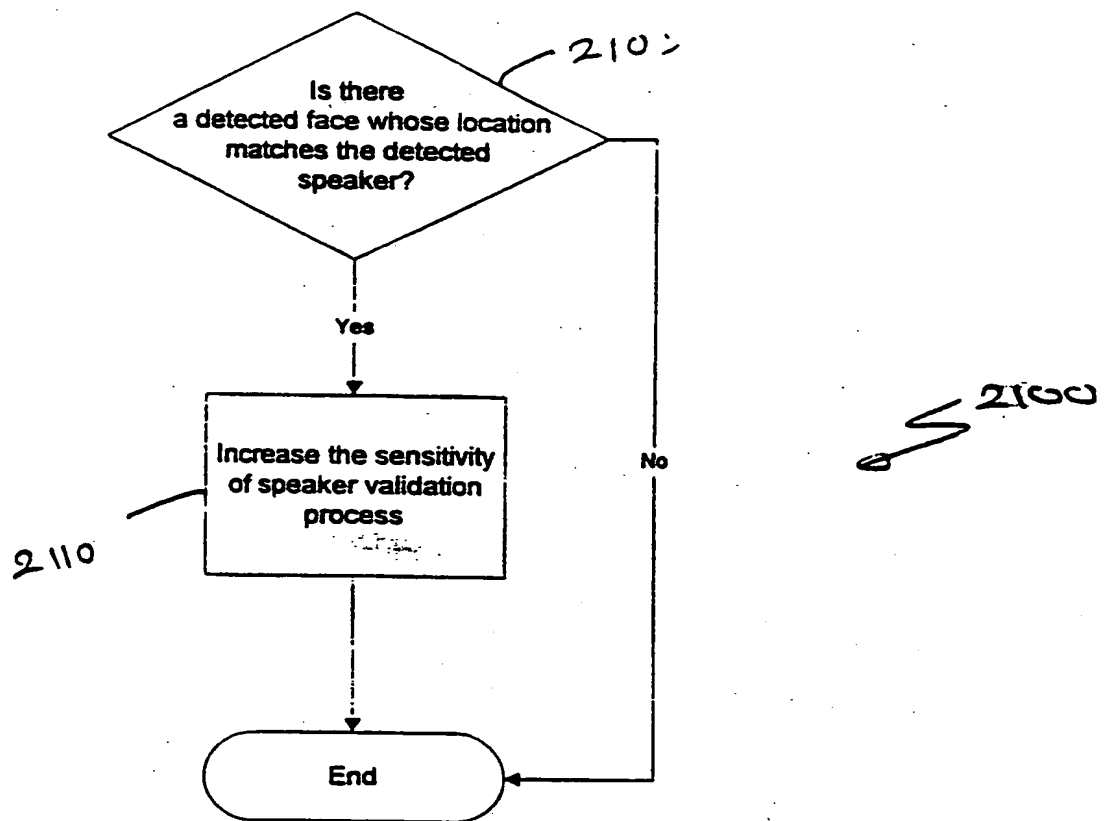 Is there
a detected face whose location
matches the detected
speaker?
Yes
Increase the sensitivity
of speaker validation
process
2110
No
2100
End